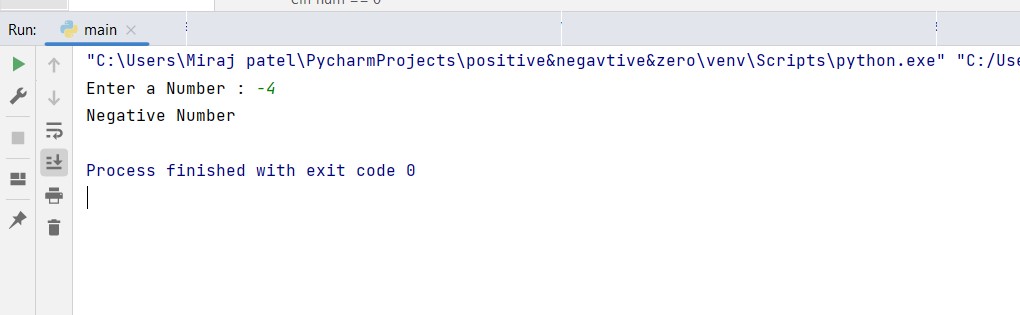 Run: main
"C:\Users\Miraj patel\PycharmProjects\positive&negavtive&zero\venv\Scripts\python.exe" "C:/Use
Enter a Number : -4
Negative Number
Process finished with exit code 0